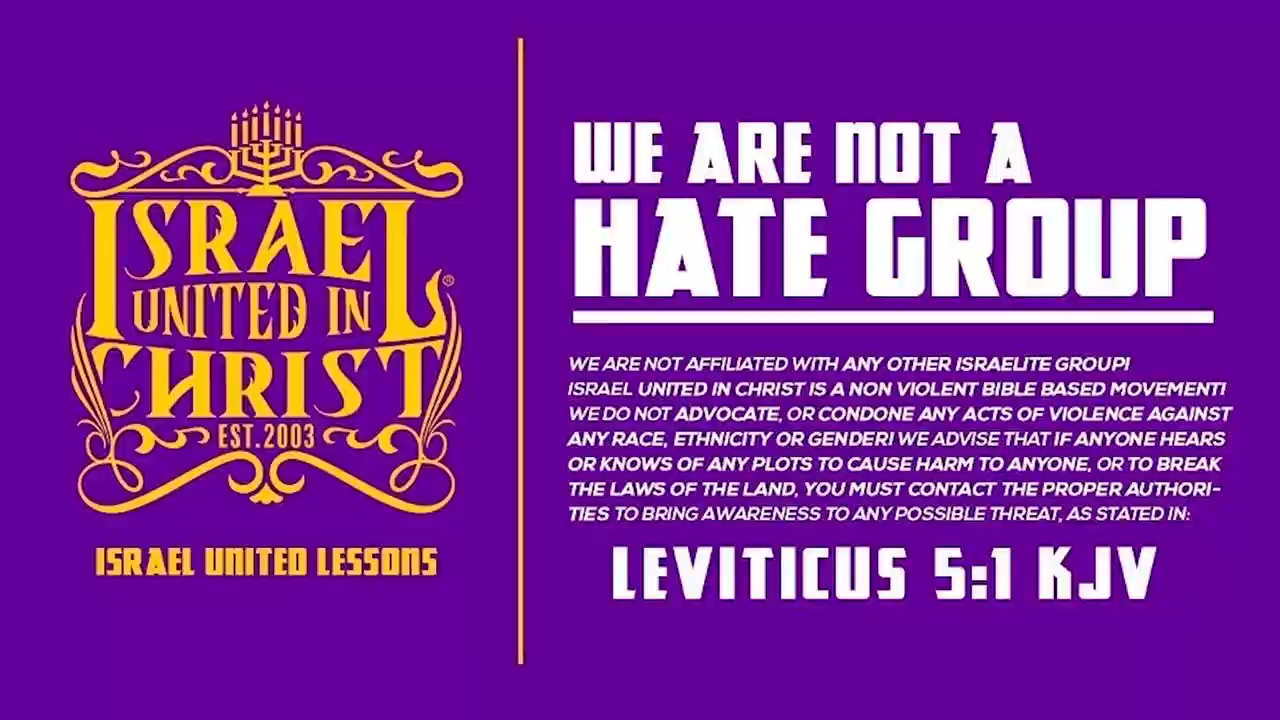 ISRAEL
UNITED IN
CHRIST
EST.2003
ISRAEL UNITED LESSONS
WE ARE NOT A
HATE GROUP
WE ARE NOT AFFILIATED WITH ANY OTHER ISRAELITE GROUP!
ISRAEL UNITED IN CHRIST IS A NON VIOLENT BIBLE BASED MOVEMENT!
WE DO NOT ADVOCATE, OR CONDONE ANY ACTS OF VIOLENCE AGAINST
ANY RACE, ETHNICITY OR GENDER! WE ADVISE THAT IF ANYONE HEARS
OR KNOWS OF ANY PLOTS TO CAUSE HARM TO ANYONE, OR TO BREAK
THE LAWS OF THE LAND, YOU MUST CONTACT THE PROPER AUTHORI-
TIES TO BRING AWARENESS TO ANY POSSIBLE THREAT, AS STATED IN:
LEVITICUS 5:1 KJV